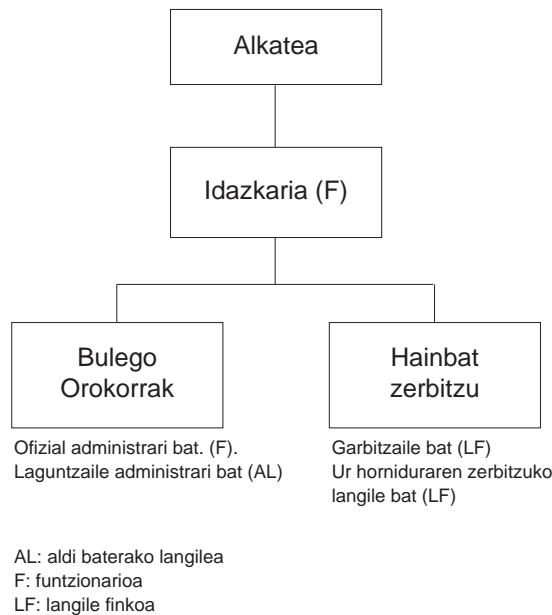 Alkatea
Idazkaria (F)
Bulego
Orokorrak
Hainbat
zerbitzu
Ofizial administrari bat. (F).
Laguntzaile administrari bat (AL)
Garbitzaile bat (LF)
Ur horniduraren zerbitzuko
langile bat (LF)
AL: aldi baterako langilea
F: funtzionarioa
LF: langile finkoa